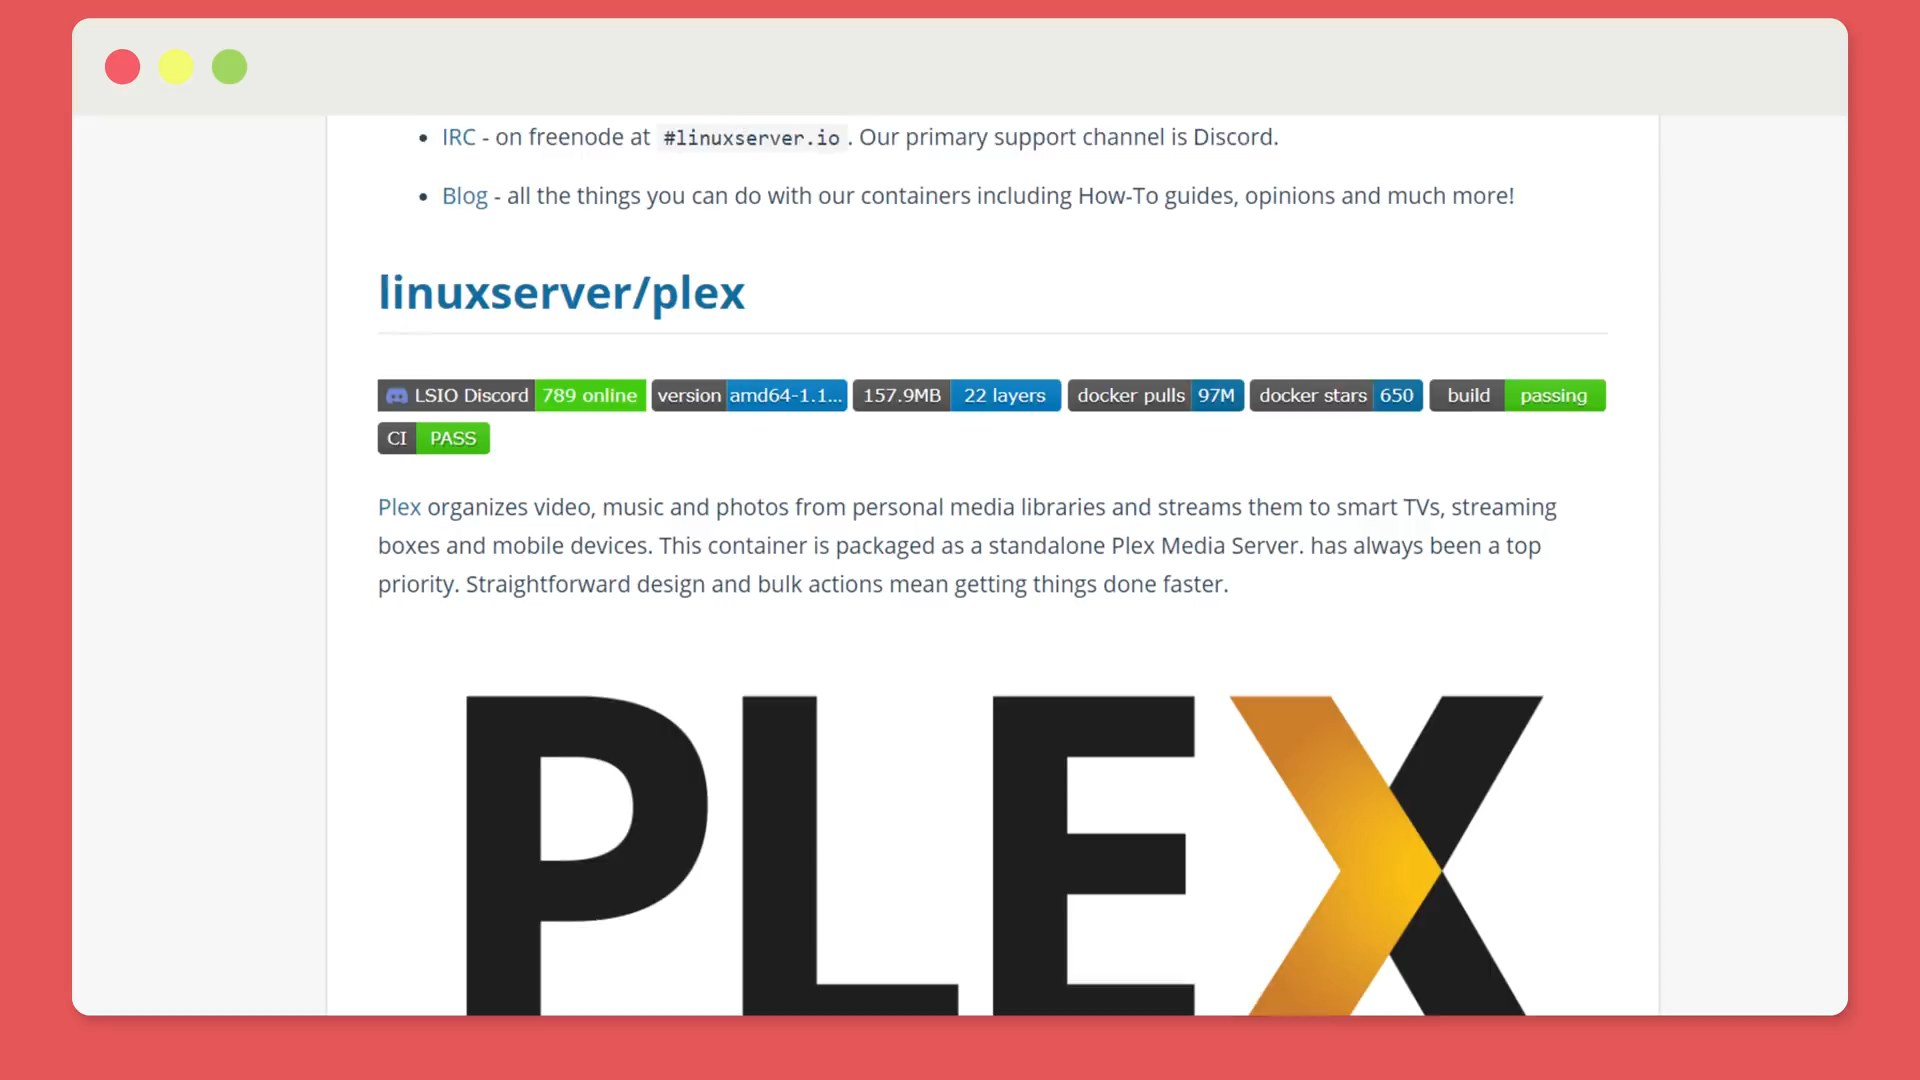 IRC - on freenode at #linuxserver.io. Our primary support channel is Discord.
Blog - all the things you can do with our containers including How-To guides, opinions and much more!
linuxserver/plex
LSIO Discord 789 online version amd64-1.1... 157.9MB 22 layers docker pulls 97M docker stars 650 build passing
CI PASS
Plex organizes video, music and photos from personal media libraries and streams them to smart TVs, streaming
boxes and mobile devices. This container is packaged as a standalone Plex Media Server. has always been a top
priority. Straightforward design and bulk actions mean getting things done faster.
PLEX